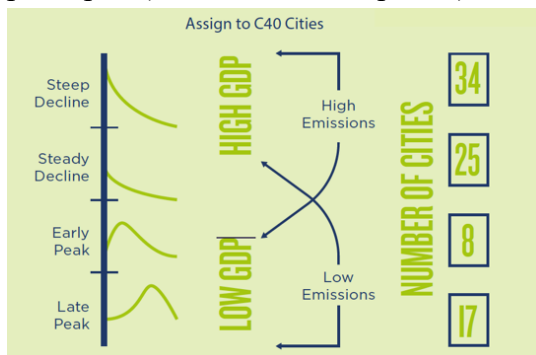 Assign to C40 Cities
Steep
Decline
Steady
Decline
Early
Peak
Late
Peak
HIGH GDP
LOW GDP
High
Emissions
Low
Emissions
NUMBER OF CITIES
34
25
8
17